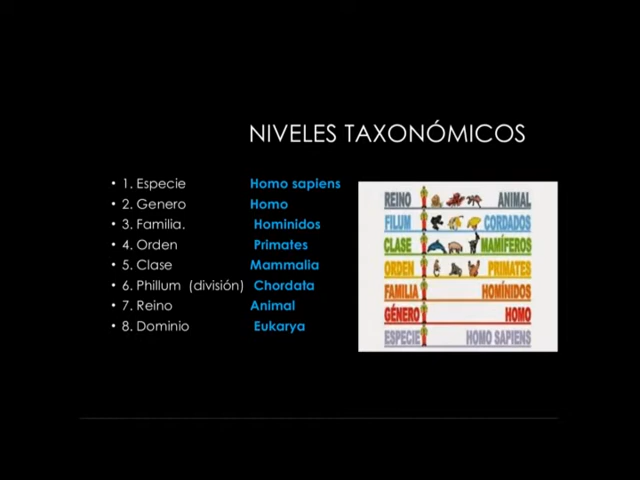 NIVELES TAXONÓMICOS
• 1. Especie Homo sapiens
• 2. Genero Homo
• 3. Familia. Hominidos
• 4. Orden Primates
• 5. Clase Mammalia
• 6. Phillum (división) Chordata
• 7. Reino Animal
• 8. Dominio Eukarya
REINO ANIMAL
FILUM CORDADOS
CLASE MAMÍFEROS
ORDEN PRIMATES
FAMILIA HOMÍNIDOS
GÉNERO HOMO
ESPECIE HOMO SAPIENS